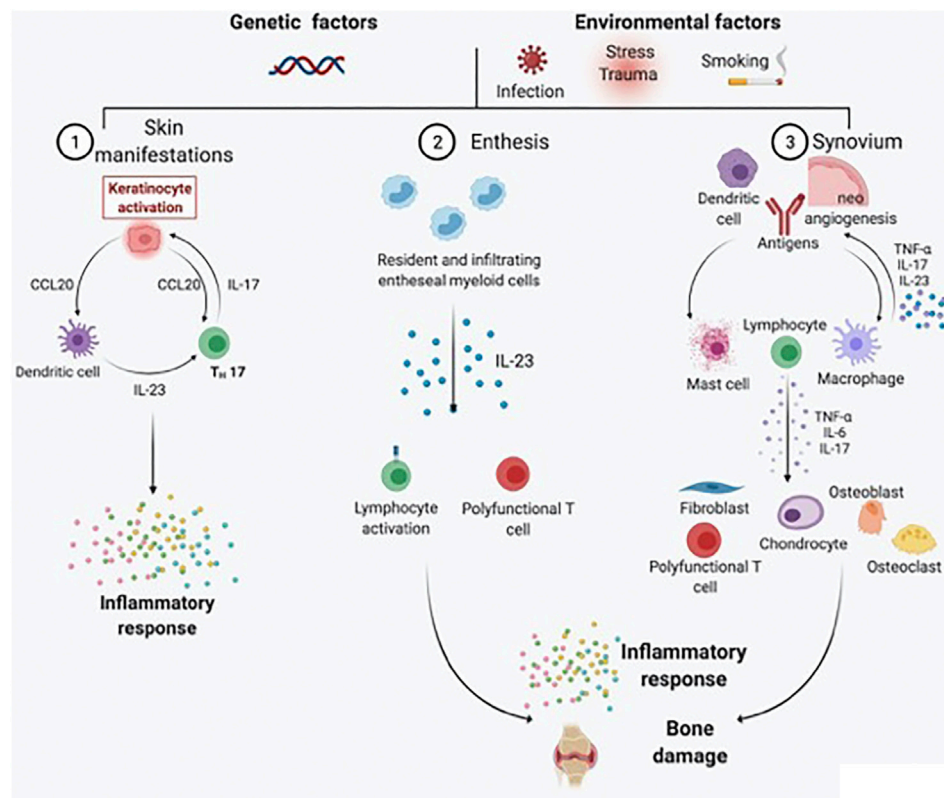 Genetic factors
Environmental factors
Infection
Stress
Trauma
Smoking
1
Skin
manifestations
Keratinocyte
activation
CCL20
CCL20
IL-17
Dendritic cell
TH 17
IL-23
Inflammatory
response
2
Enthesis
Resident and infiltrating
entheseal myeloid cells
IL-23
Lymphocyte
activation
Polyfunctional T
cell
3
Synovium
Dendritic
cell
neo
angiogenesis
Antigens
TNF-α
IL-17
IL-23
Mast cell
Lymphocyte
Macrophage
TNF-α
IL-6
IL-17
Fibroblast
Polyfunctional T
cell
Chondrocyte
Osteoblast
Osteoclast
Inflammatory
response
Bone
damage